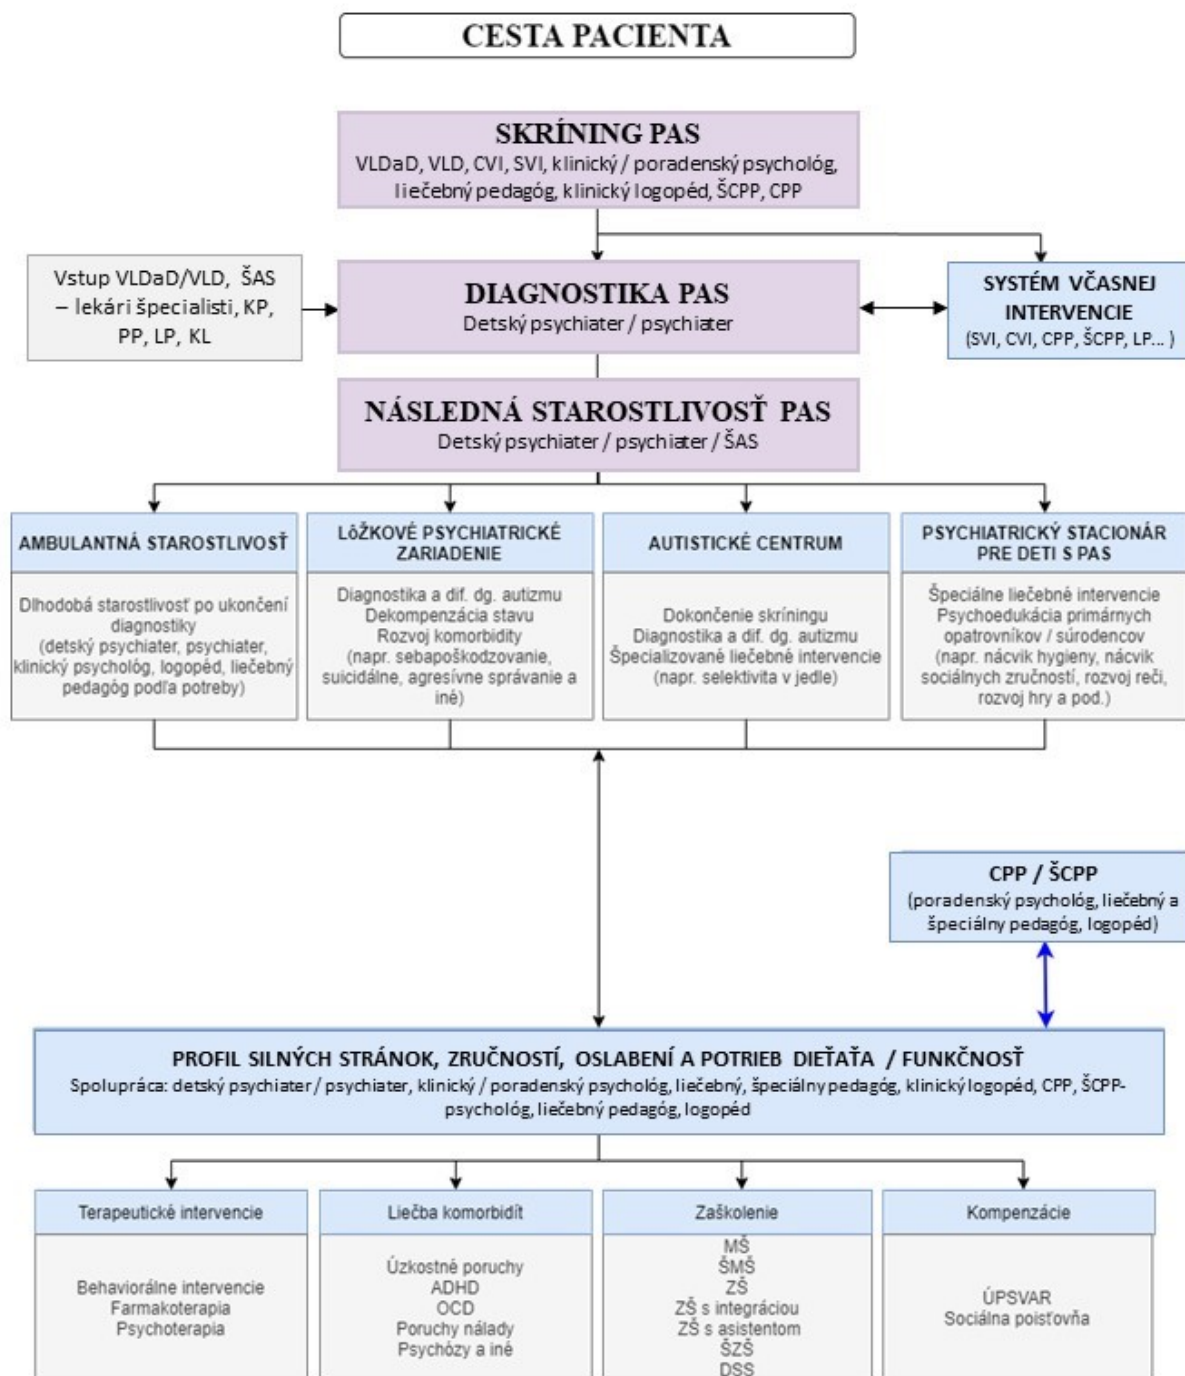 CESTA PACIENTA
SKRÍNING PAS
VLDaD, VLD, CVI, SVI, klinický / poradenský psychológ,
liečebný pedagóg, klinický logopéd, ŠCPP, CPP
Vstup VLDaD/VLD, ŠAS
– lekári špecialisti, KP,
PP, LP, KL
DIAGNOSTIKA PAS
Detský psychiater / psychiater
SYSTÉM VČASNEJ
INTERVENCIE
(SVI, CVI, CPP, ŠCPP, LP... )
NÁSLEDNÁ STAROSTLIVOSŤ PAS
Detský psychiater / psychiater / ŠAS
AMBULANTNÁ STAROSTLIVOSŤ
Dlhodobá starostlivosť po ukončení
diagnostiky
(detský psychiater, psychiater,
klinický psychológ, logopéd, liečebný
pedagóg podľa potreby)
LôŽKOVÉ PSYCHIATRICKÉ
ZARIADENIE
Diagnostika a dif. dg. autizmu
Dekompenzácia stavu
Rozvoj komorbidity
(napr. sebapoškodzovanie,
suicidálne, agresívne správanie a
iné)
AUTISTICKÉ CENTRUM
Dokončenie skríningu
Diagnostika a dif. dg. autizmu
Špecializované liečebné intervencie
(napr. selektivita v jedle)
PSYCHIATRICKÝ STACIONÁR
PRE DETI S PAS
Špeciálne liečebné intervencie
Psychoedukácia primárnych
opatrovníkov / súrodencov
(napr. nácvik hygieny, nácvik
sociálnych zručností, rozvoj reči,
rozvoj hry a pod.)
CPP / ŠCPP
(poradenský psychológ, liečebný a
špeciálny pedagóg, logopéd)
PROFIL SILNÝCH STRÁNOK, ZRUČNOSTÍ, OSLABENÍ A POTRIEB DIEŤAŤA / FUNKČNOSŤ
Spolupráca: detský psychiater / psychiater, klinický / poradenský psychológ, liečebný, špeciálny pedagóg, klinický logopéd, CPP, ŠCPP-
psychológ, liečebný pedagóg, logopéd
Terapeutické intervencie
Behaviorálne intervencie
Farmakoterapia
Psychoterapia
Liečba komorbidít
Úzkostné poruchy
ADHD
OCD
Poruchy nálady
Psychózy a iné
Zaškolenie
MŠ
ŠMŠ
ZŠ
ZŠ s integráciou
ZŠ s asistentom
ŠZŠ
DSS
Kompenzácie
ÚPSVAR
Sociálna poisťovňa